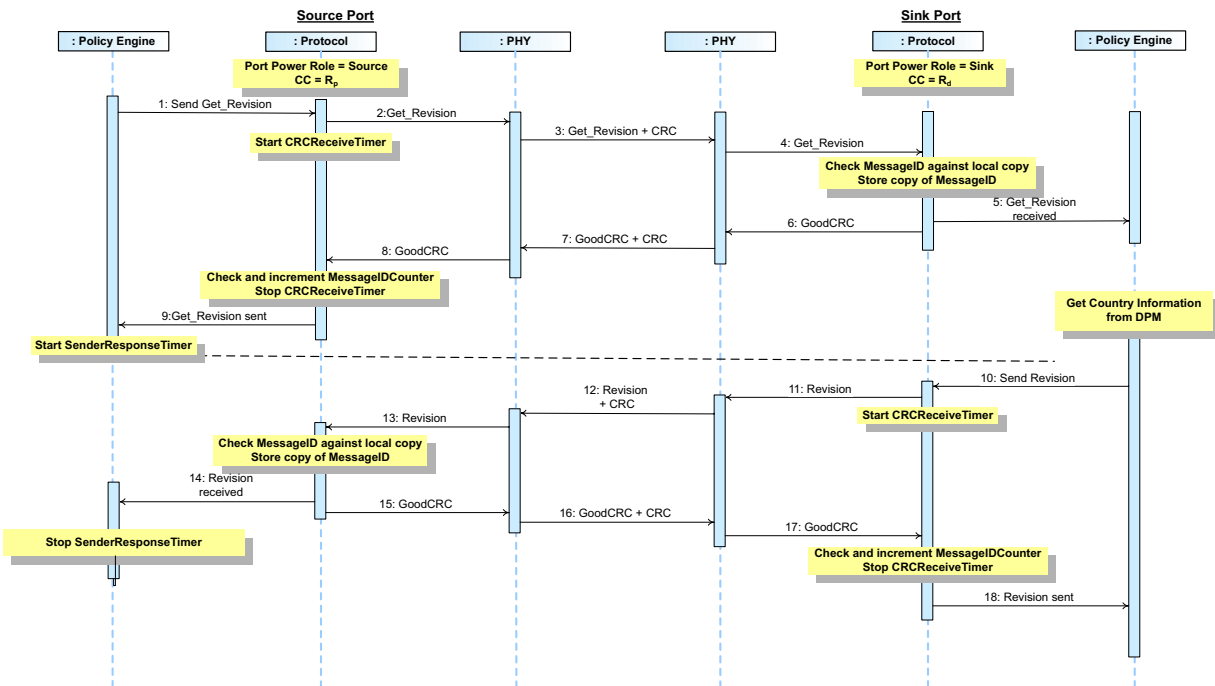 Source Port
Sink Port
: Policy Engine
: Protocol
: PHY
: PHY
: Protocol
: Policy Engine
Port Power Role = Source
CC = Rp
Port Power Role = Sink
CC = Rd
1: Send Get_Revision
2:Get_Revision
Start CRCReceiveTimer
3: Get_Revision + CRC
4: Get_Revision
Check MessageID against local copy
Store copy of MessageID
5: Get_Revision
received
6: GoodCRC
7: GoodCRC + CRC
8: GoodCRC
Check and increment MessageIDCounter
Stop CRCReceiveTimer
9:Get_Revision sent
Start SenderResponseTimer
Get Country Information
from DPM
10: Send Revision
11: Revision
Start CRCReceiveTimer
12: Revision
+ CRC
13: Revision
Check MessageID against local copy
Store copy of MessageID
14: Revision
received
15: GoodCRC
16: GoodCRC + CRC
17: GoodCRC
Stop SenderResponseTimer
Check and increment MessageIDCounter
Stop CRCReceiveTimer
18: Revision sent